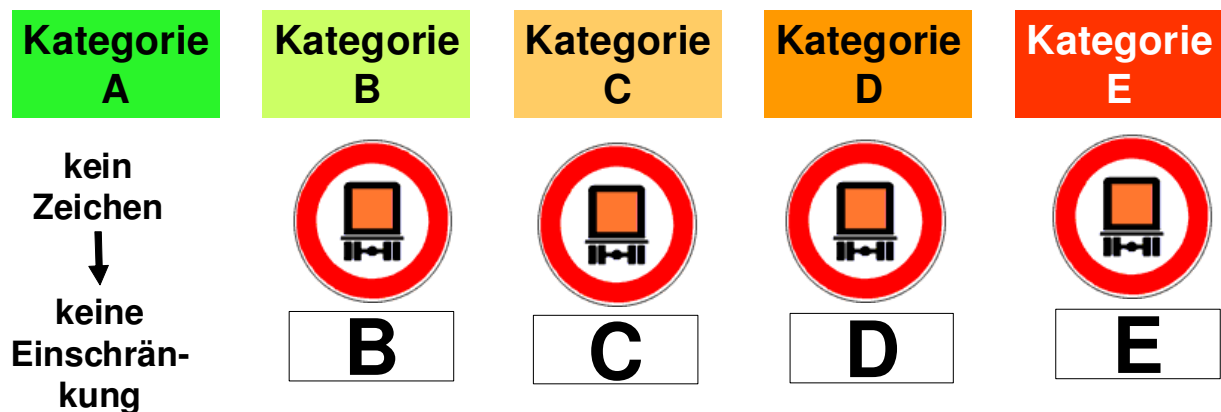 Kategorie
A
Kategorie
B
Kategorie
C
Kategorie
D
Kategorie
E
kein
Zeichen
keine
Einschrän-
kung
B
C
D
E